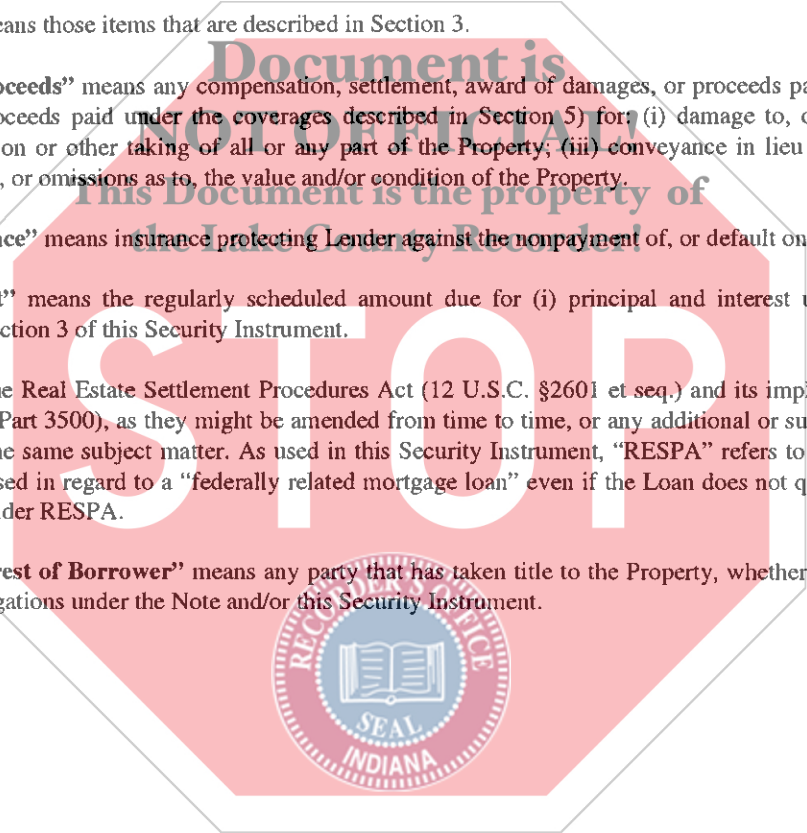 eans those items that are described in Section 3.
Document is
oceeds” means any compensation, settlement, award of damages, or proceeds pa
oceeds paid under the coverages described in Section 5) for: (i) damage to, o
NOT OFFICIAL!
on or other taking of all or any part of the Property; (iii) conveyance in lieu
, or omissions as to, the value and/or condition of the Property.
This Document is the property of
the Lake County Recorder!
nce” means insurance protecting Lender against the nonpayment of, or default on
t” means the regularly scheduled amount due for (i) principal and interest u
ction 3 of this Security Instrument.
STOP
e Real Estate Settlement Procedures Act (12 U.S.C. §2601 et seq.) and its impl
Part 3500), as they might be amended from time to time, or any additional or su
e same subject matter. As used in this Security Instrument, “RESPA” refers to
sed in regard to a “federally related mortgage loan” even if the Loan does not q
der RESPA.
rest of Borrower” means any party that has taken title to the Property, whether
gations under the Note and/or this Security Instrument.
RECORDER'S OFFICE
SEAL
INDIANA